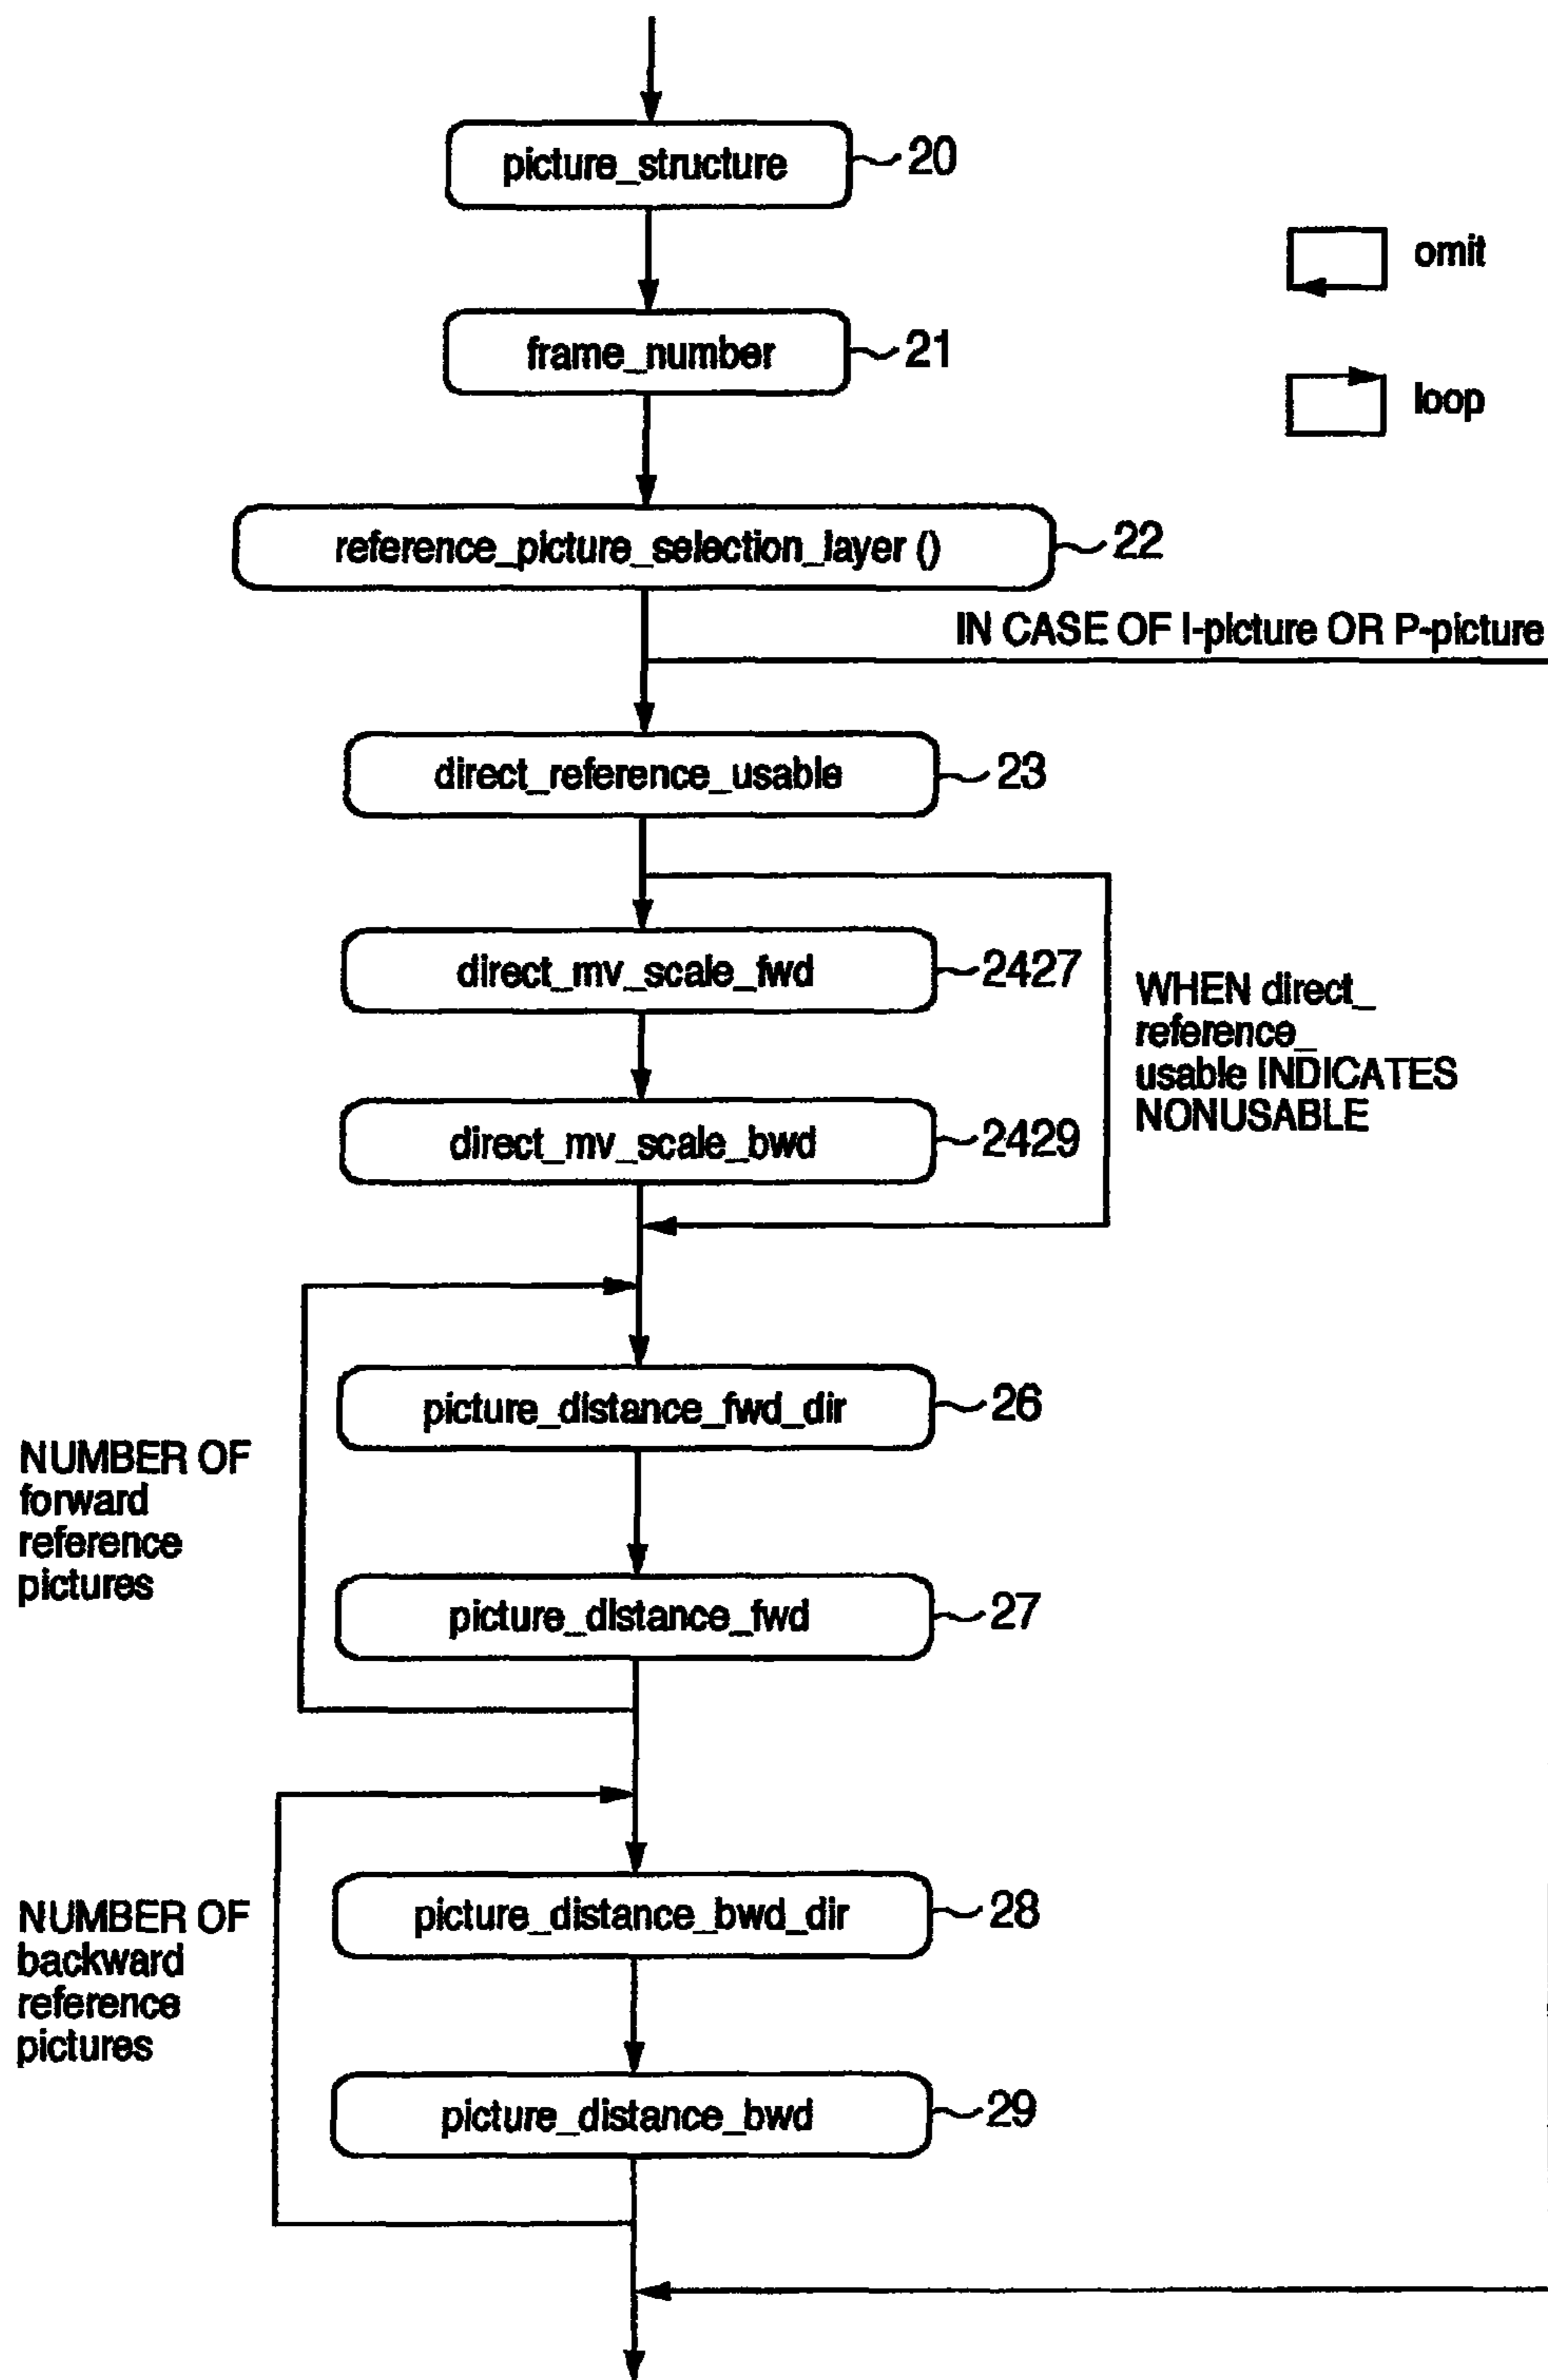 picture_structure
20
omit
frame_number
21
loop
reference_picture_selection_layer ()
22
IN CASE OF I-picture OR P-picture
direct_reference_usable
23
direct_mv_scale_fwd
2427
WHEN direct_
reference_
usable INDICATES
NONUSABLE
direct_mv_scale_bwd
2429
picture_distance_fwd_dir
26
NUMBER OF
forward
reference
pictures
picture_distance_fwd
27
picture_distance_bwd_dir
28
NUMBER OF
backward
reference
pictures
picture_distance_bwd
29